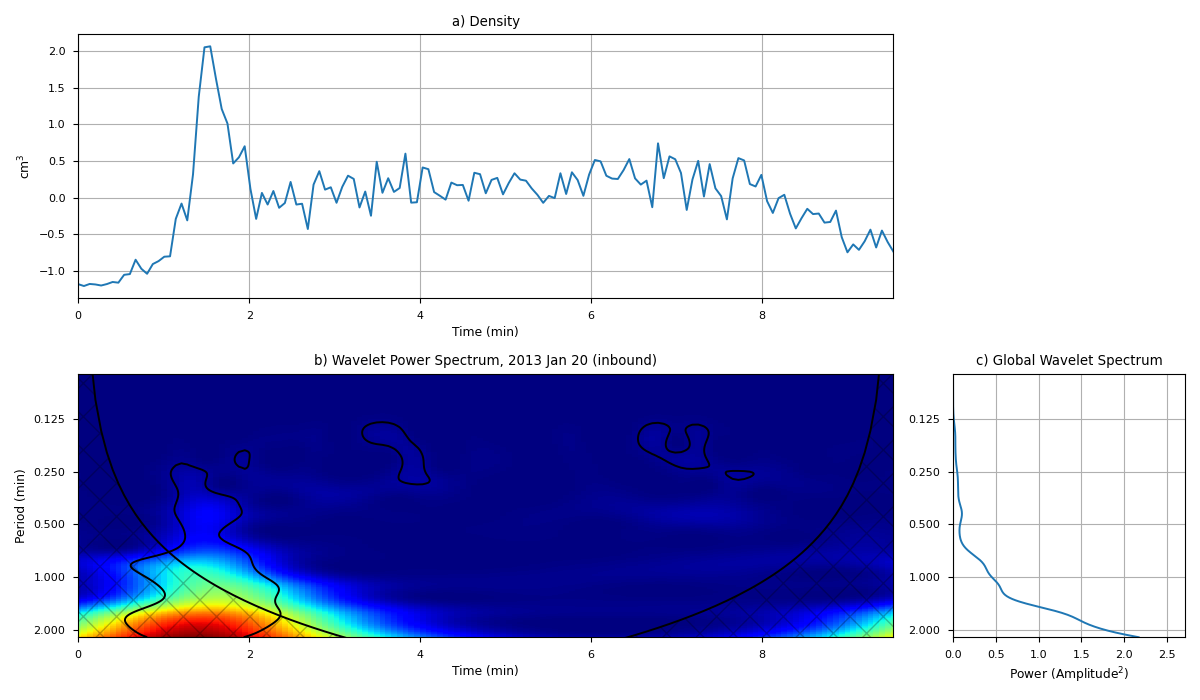 a) Density
2.0
1.5
1.0
0.5
0.0
−0.5
−1.0
cm³
0 2 4 6 8
Time (min)
b) Wavelet Power Spectrum, 2013 Jan 20 (inbound)
0.125
0.250
0.500
1.000
2.000
Period (min)
0 2 4 6 8
Time (min)
c) Global Wavelet Spectrum
0.125
0.250
0.500
1.000
2.000
0.0 0.5 1.0 1.5 2.0 2.5
Power (Amplitude²)